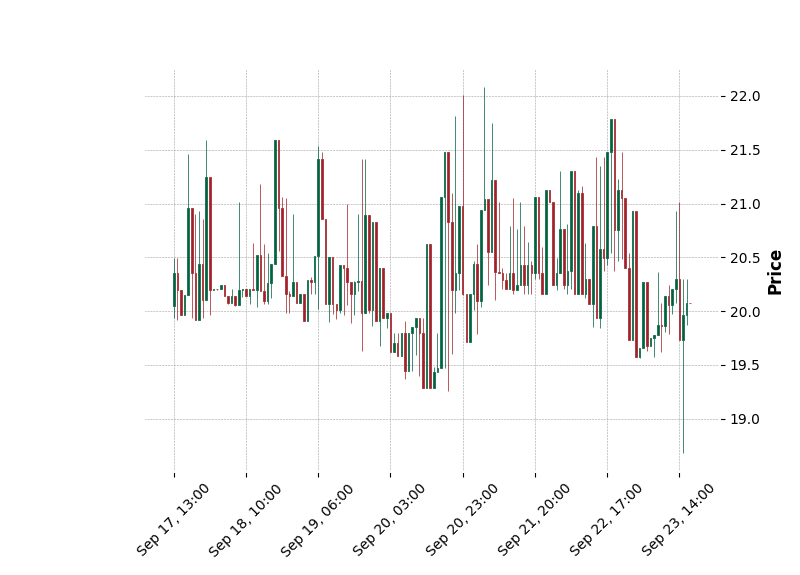 22.0
21.5
21.0
20.5
20.0
19.5
19.0
Price
Sep 17, 13:00
Sep 18, 10:00
Sep 19, 06:00
Sep 20, 03:00
Sep 20, 23:00
Sep 21, 20:00
Sep 22, 17:00
Sep 23, 14:00